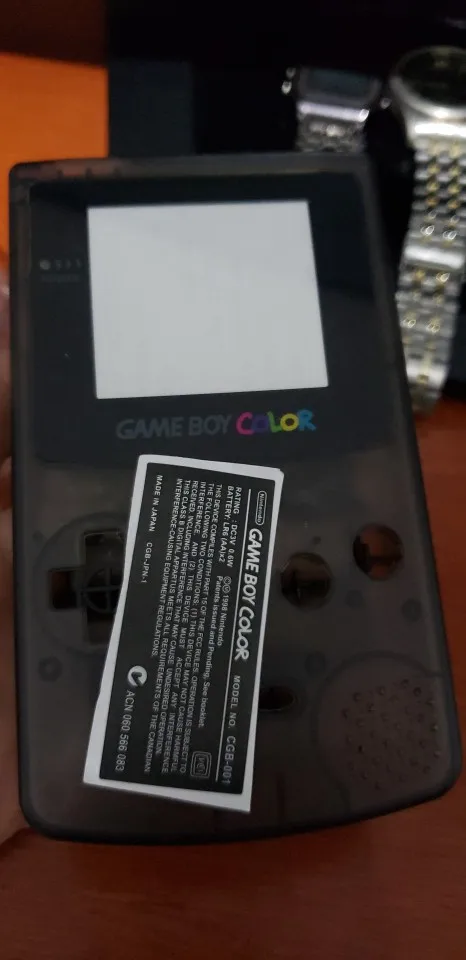 GAME BOY COLOR
Nintendo
GAME BOY COLOR MODEL NO. CGB-001
RATING : DC3V 0.6W ©® 1998 Nintendo
BATTERY: LR16 (AA)X2 Patents issued and Pending, See booklet.
THIS DEVICE COMPLIES WITH PART 15 OF THE FCC RULES. OPERATION IS SUBJECT TO
THE FOLLOWING TWO CONDITIONS. (1) THIS DEVICE MAY NOT CAUSE HARMFUL
INTERFERENCE. AND (2) THIS DEVICE MUST ACCEPT ANY INTERFERENCE
RECEIVED, INCLUDING INTERFERENCE THAT MAY CAUSE UNDESIRED OPERATION.
THIS CLASS B DIGITAL APPARTUS MEETS ALL REQUIREMENTS OF THE CANADIAN
INTERFERENCE-CAUSING EQUIPMENT REGULATIONS.
MADE IN JAPAN CGB-JPN-1
ACN 060 566 083